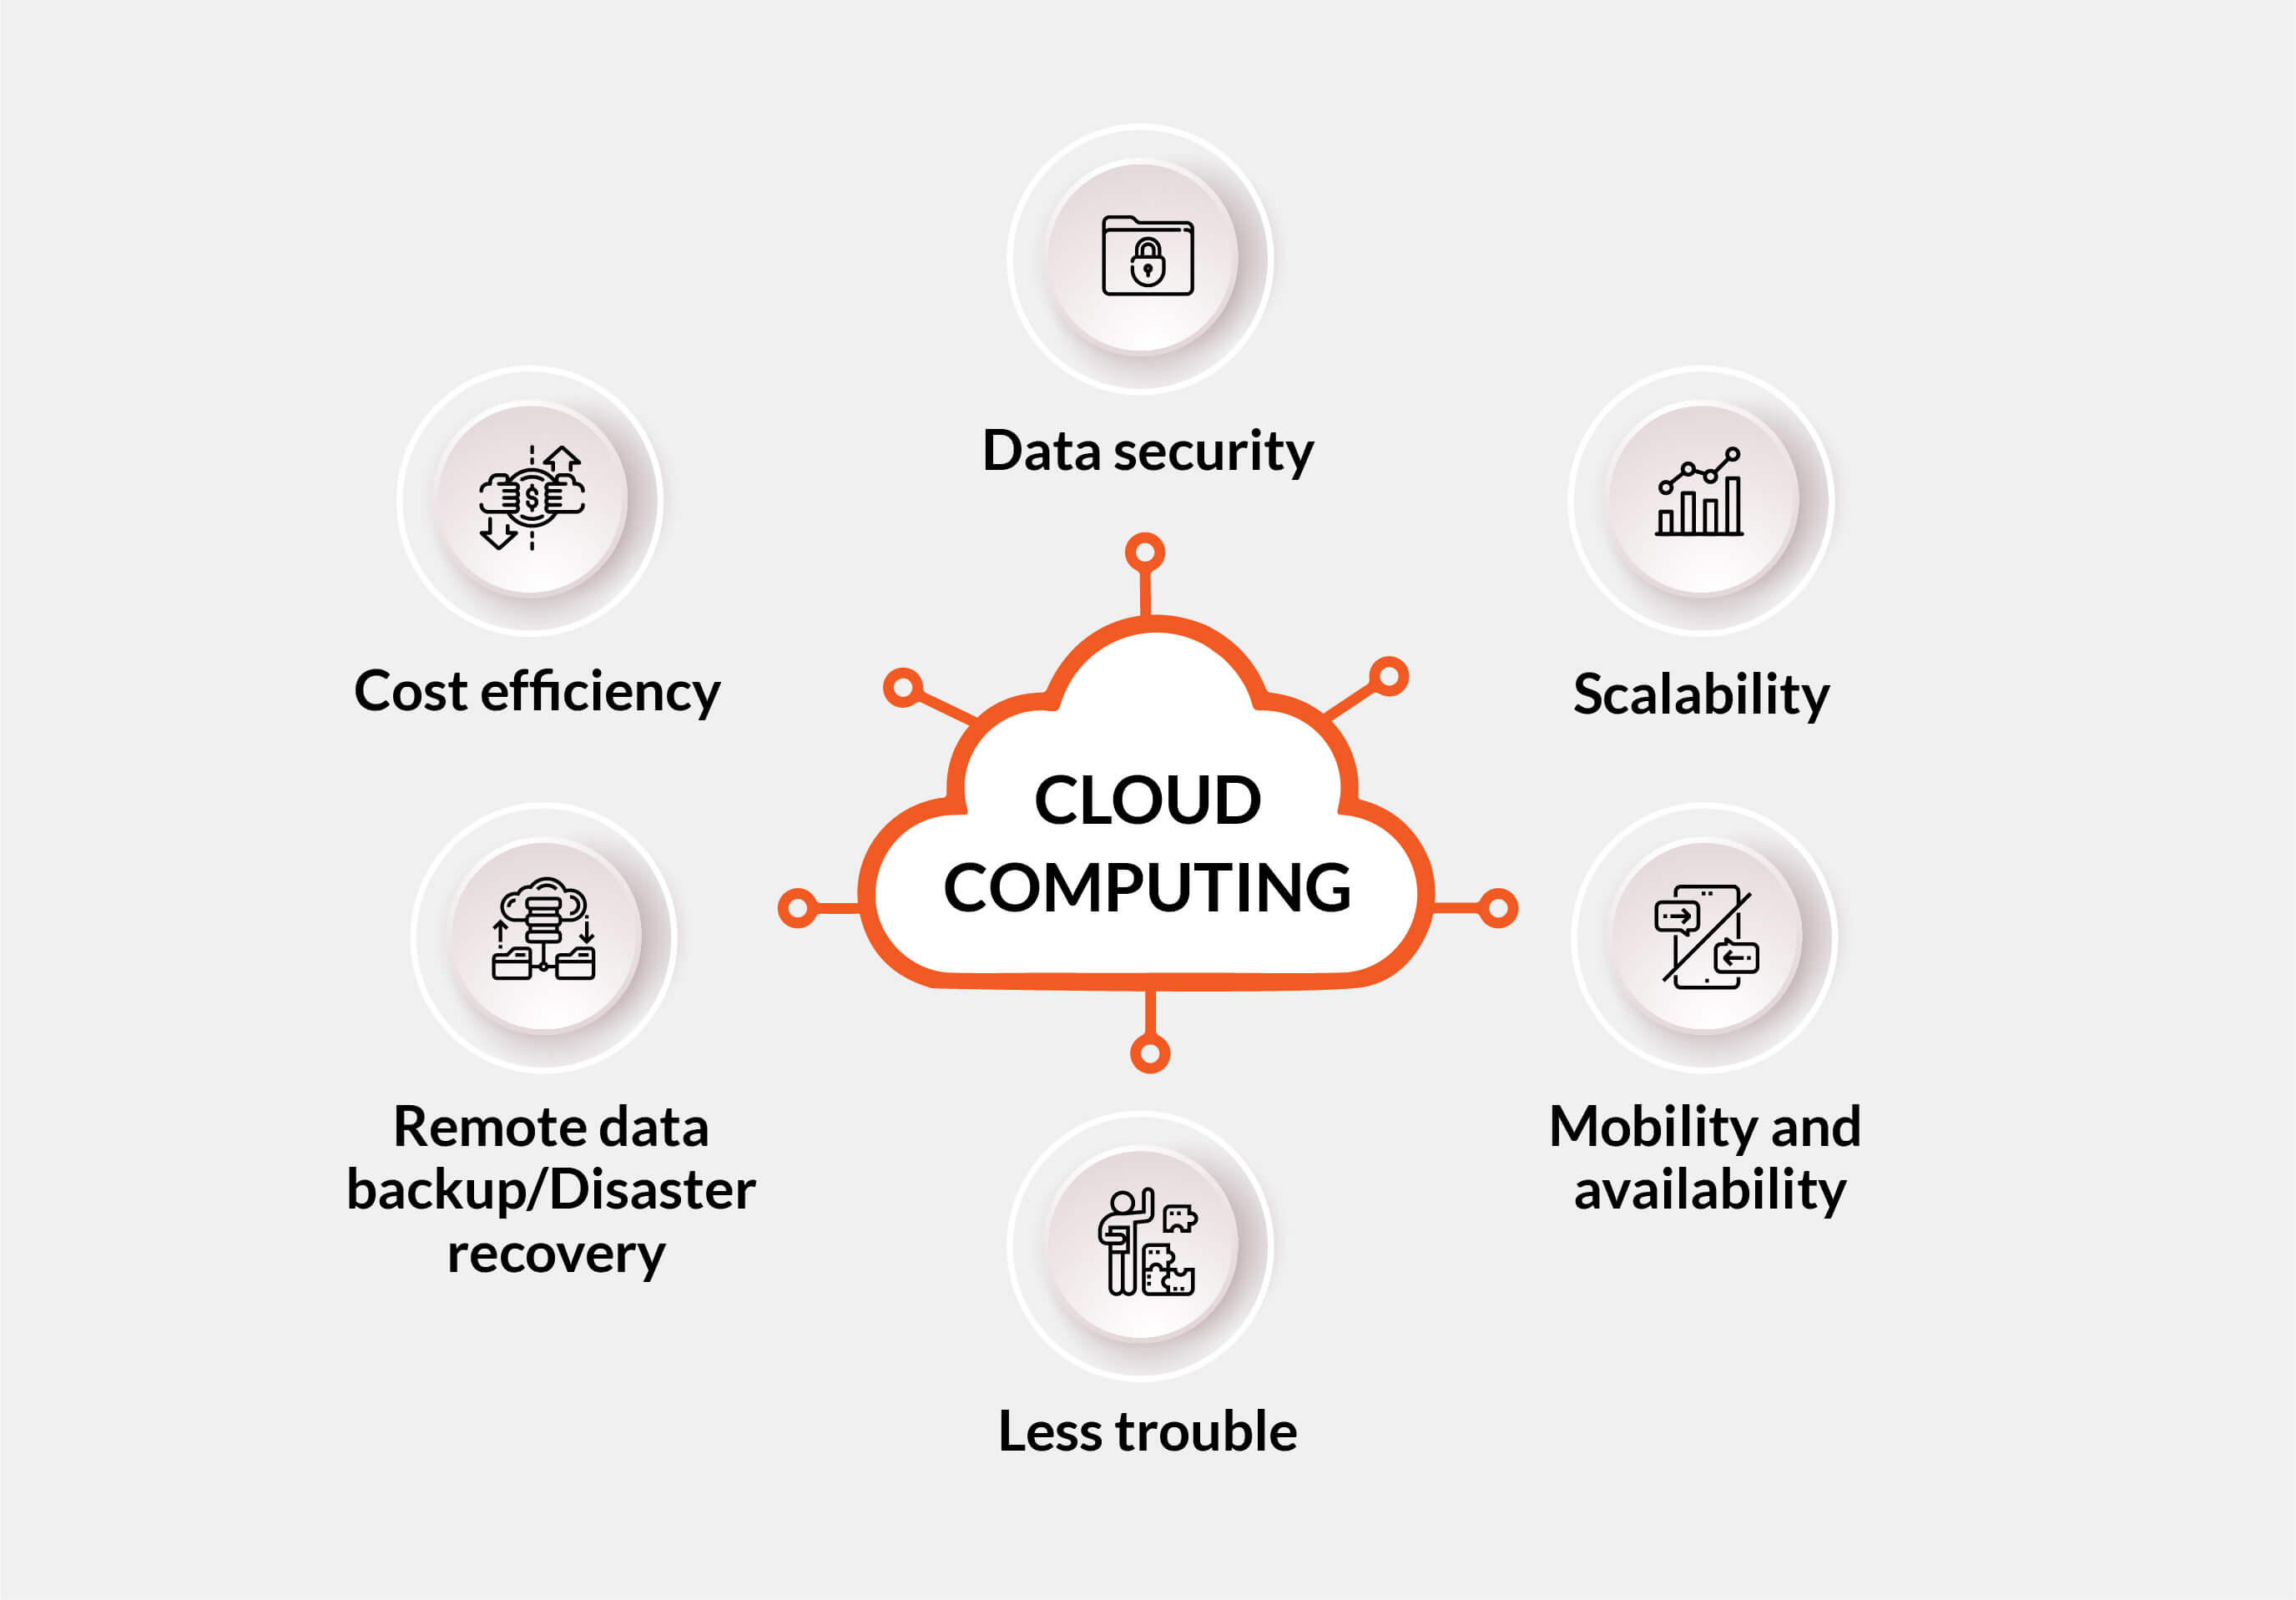 Data security
Cost efficiency
Scalability
CLOUD
COMPUTING
Remote data
backup/Disaster
recovery
Mobility and
availability
Less trouble